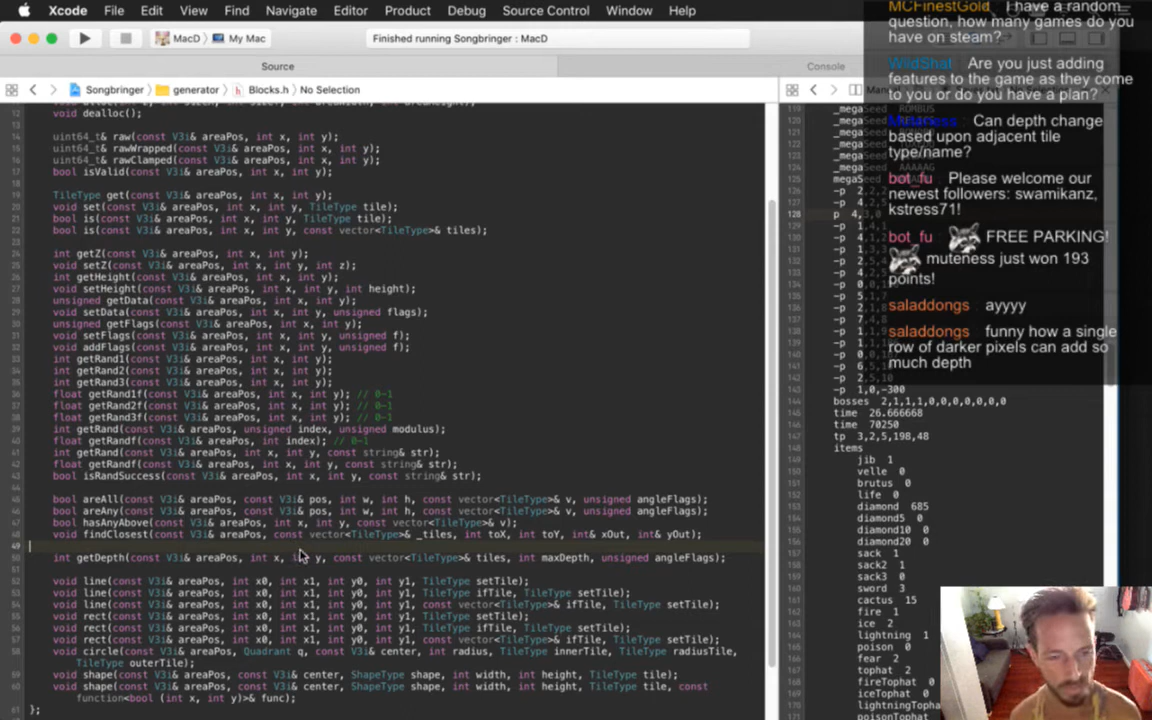 Xcode File Edit View Find Navigate Editor Product Debug Source Control Window Help
MacD My Mac
Finished running Songbringer : MacD
Source
Console
Songbringer generator Blocks.h No Selection
12 void dealloc();
14 uint64_t& raw(const V3i& areaPos, int x, int y);
15 uint64_t& rawWrapped(const V3i& areaPos, int x, int y);
16 uint64_t& rawClamped(const V3i& areaPos, int x, int y);
17 bool isValid(const V3i& areaPos, int x, int y);
TileType get(const V3i& areaPos, int x, int y);
void set(const V3i& areaPos, int x, int y, TileType tile);
bool is(const V3i& areaPos, int x, int y, TileType tile);
bool is(const V3i& areaPos, int x, int y, const vector<TileType>& tiles);
int getZ(const V3i& areaPos, int x, int y);
void setZ(const V3i& areaPos, int x, int y, int z);
int getHeight(const V3i& areaPos, int x, int y);
void setHeight(const V3i& areaPos, int x, int y, int height);
unsigned getData(const V3i& areaPos, int x, int y);
void setData(const V3i& areaPos, int x, int y, unsigned flags);
unsigned getFlags(const V3i& areaPos, int x, int y);
void setFlags(const V3i& areaPos, int x, int y, unsigned f);
void addFlags(const V3i& areaPos, int x, int y, unsigned f);
int getRand1(const V3i& areaPos, int x, int y);
int getRand2(const V3i& areaPos, int x, int y);
int getRand3(const V3i& areaPos, int x, int y);
float getRand1f(const V3i& areaPos, int x, int y); // 0-1
float getRand2f(const V3i& areaPos, int x, int y); // 0-1
float getRand3f(const V3i& areaPos, int x, int y); // 0-1
int getRand(const V3i& areaPos, unsigned index, unsigned modulus);
float getRandf(const V3i& areaPos, int index); // 0-1
int getRand(const V3i& areaPos, int x, int y, const string& str);
float getRandf(const V3i& areaPos, int x, int y, const string& str);
bool isRandSuccess(const V3i& areaPos, int x, int y, const string& str);
bool areAll(const V3i& areaPos, const V3i& pos, int w, int h, const vector<TileType>& v, unsigned angleFlags);
bool areAny(const V3i& areaPos, const V3i& pos, int w, int h, const vector<TileType>& v, unsigned angleFlags);
bool hasAnyAbove(const V3i& areaPos, int x, int y, const vector<TileType>& v);
void findClosest(const V3i& areaPos, const vector<TileType>& _tiles, int toX, int toY, int& xOut, int& yOut);
int getDepth(const V3i& areaPos, int x, int y, const vector<TileType>& tiles, int maxDepth, unsigned angleFlags);
void line(const V3i& areaPos, int x0, int x1, int y0, int y1, TileType setTile);
void line(const V3i& areaPos, int x0, int x1, int y0, int y1, TileType ifTile, TileType setTile);
void line(const V3i& areaPos, int x0, int x1, int y0, int y1, const vector<TileType>& ifTile, TileType setTile);
void rect(const V3i& areaPos, int x0, int x1, int y0, int y1, TileType setTile);
void rect(const V3i& areaPos, int x0, int x1, int y0, int y1, TileType ifTile, TileType setTile);
void rect(const V3i& areaPos, int x0, int x1, int y0, int y1, const vector<TileType>& ifTile, TileType setTile);
void circle(const V3i& areaPos, Quadrant q, const V3i& center, int radius, TileType innerTile, TileType radiusTile,
TileType outerTile);
void shape(const V3i& areaPos, const V3i& center, ShapeType shape, int width, int height, TileType tile);
void shape(const V3i& areaPos, const V3i& center, ShapeType shape, int width, int height, TileType tile, const
function<bool (int x, int y)>& func);
61 };
_megaSeed ROMBUS
megaSeed
bosses 2,1,1,1,0,0,0,0,0,0,0
time 26.666668
time 70250
tp 3,2,5,198,48
items
jib 1
velle 0
brutus 0
life 0
diamond 685
diamond5 0
diamond10 0
diamond20 0
sack 1
sack2 1
sack3 0
sword 3
cactus 15
fire 1
ice 2
lightning 1
poison 0
fear 2
tophat 2
fireTophat 0
iceTophat 0
MCFinestGold I have a random
question, how many games do you
have on steam?
WildShat Are you just adding
features to the game as they come
to you or do you have a plan?
Muteness Can depth change
based upon adjacent tile
type/name?
bot_fu Please welcome our
newest followers: swamikanz,
kstress71!
bot_fu FREE PARKING!
muteness just won 193
points!
saladdongs ayyyy
saladdongs funny how a single
row of darker pixels can add so
much depth